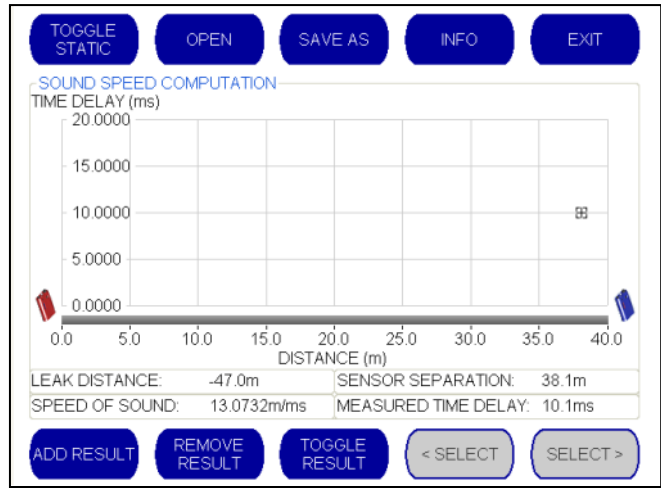 TOGGLE STATIC
OPEN
SAVE AS
INFO
EXIT
SOUND SPEED COMPUTATION
TIME DELAY (ms)
20.0000
15.0000
10.0000
5.0000
0.0000
0.0 5.0 10.0 15.0 20.0 25.0 30.0 35.0 40.0
DISTANCE (m)
LEAK DISTANCE: -47.0m SENSOR SEPARATION: 38.1m
SPEED OF SOUND: 13.0732m/ms MEASURED TIME DELAY: 10.1ms
ADD RESULT
REMOVE RESULT
TOGGLE RESULT
< SELECT
SELECT >